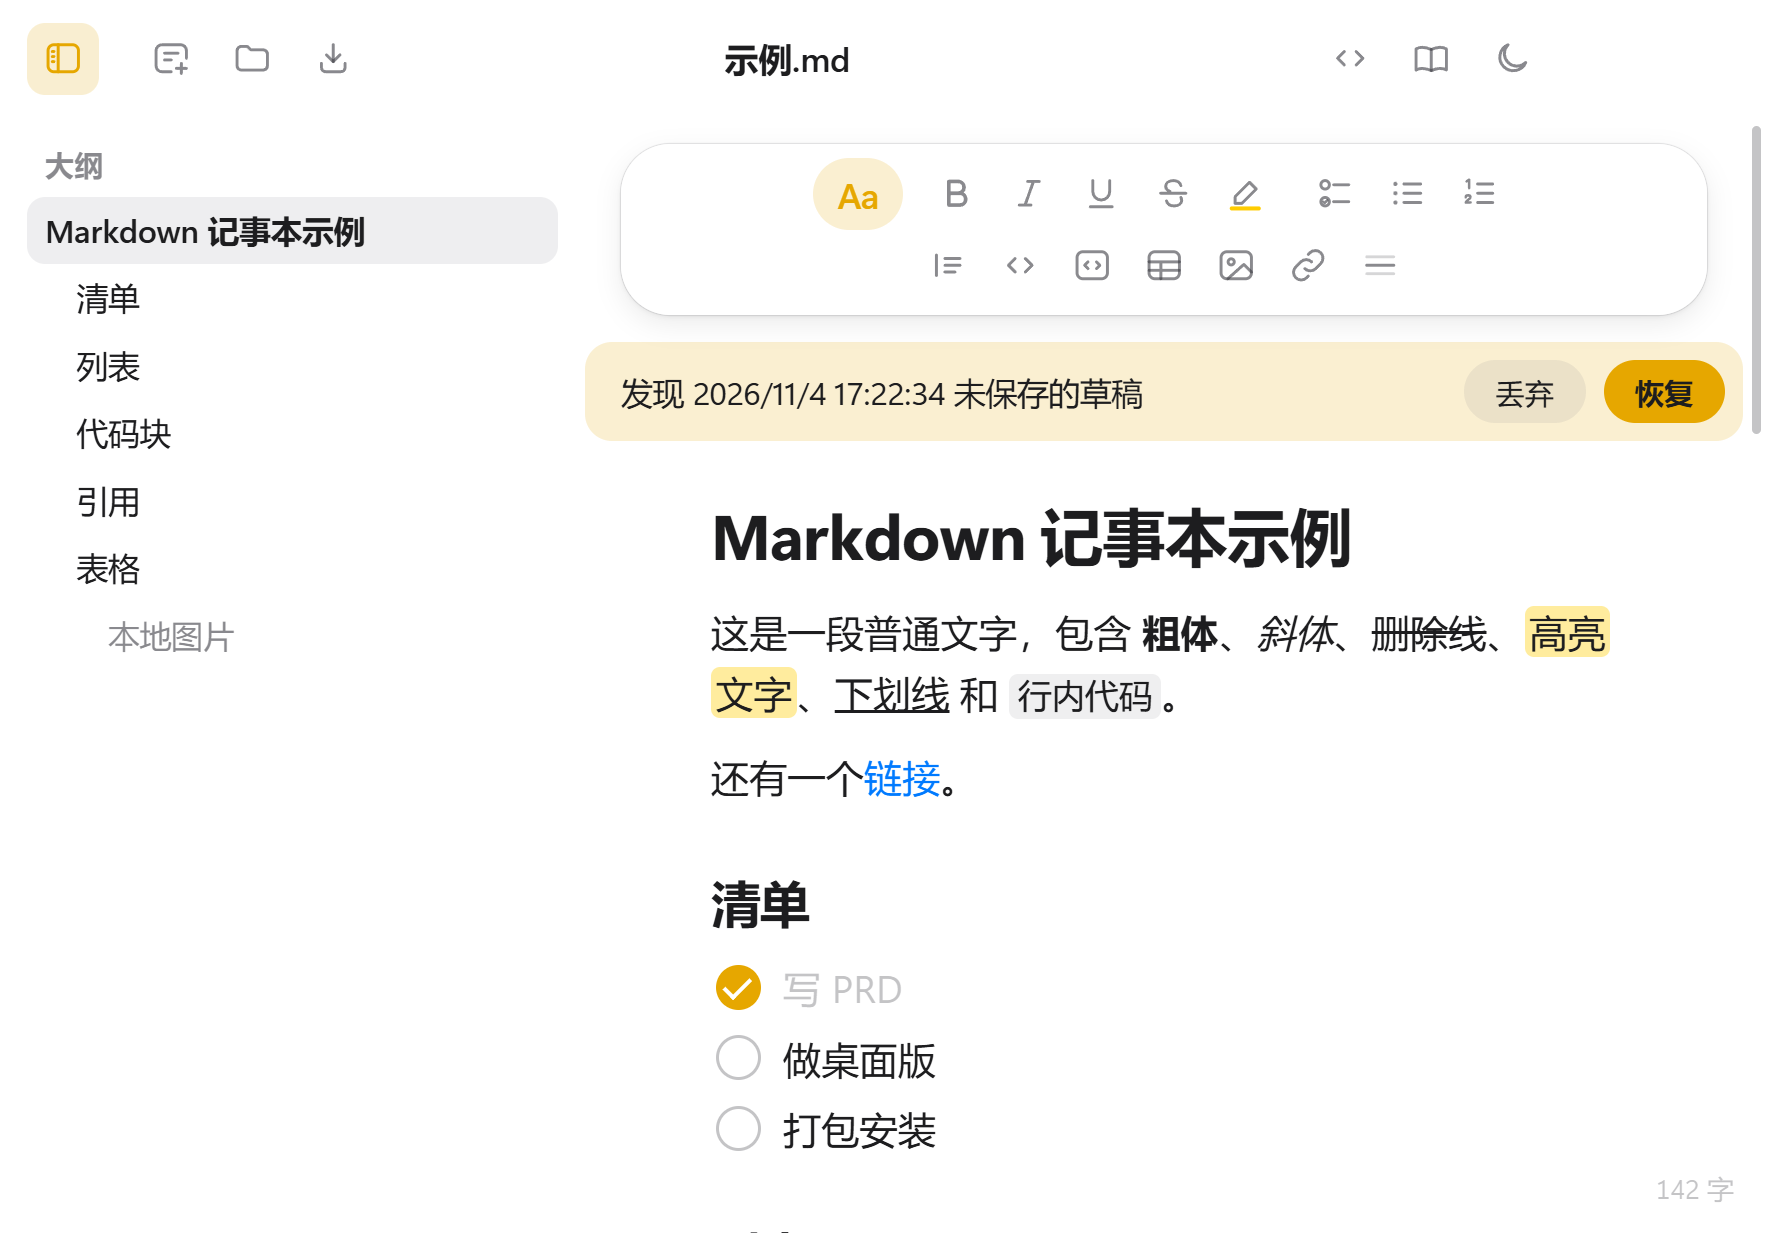 示例.md
大纲
Markdown 记事本示例
清单
列表
代码块
引用
表格
本地图片
Aa
发现 2026/11/4 17:22:34 未保存的草稿
丢弃
恢复
Markdown 记事本示例
这是一段普通文字，包含 粗体、斜体、删除线、高亮
文字、下划线 和 行内代码。
还有一个链接。
清单
写 PRD
做桌面版
打包安装
142 字